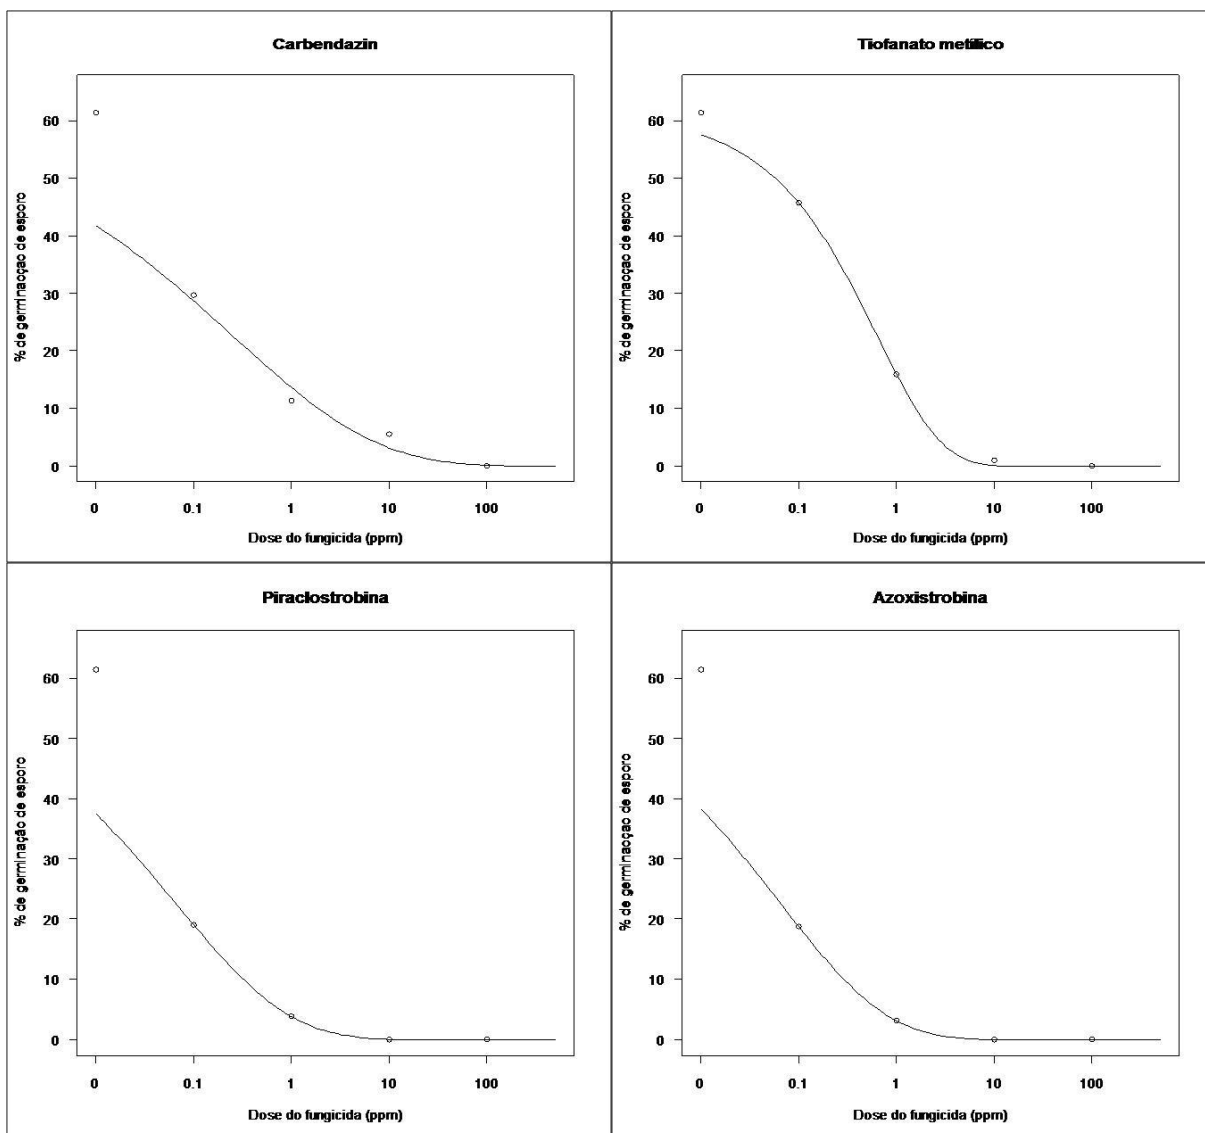 Carbendazin
% de germinacção de esporo
60
50
40
30
20
10
0
0 0.1 1 10 100
Dose do fungicida (ppm)
Tiofanato metílico
% de germinacção de esporo
60
50
40
30
20
10
0
0 0.1 1 10 100
Dose do fungicida (ppm)
Piraclostrobina
% de germinação de esporo
60
50
40
30
20
10
0
0 0.1 1 10 100
Dose do fungicida (ppm)
Azoxistrobina
% de germinacção de esporo
60
50
40
30
20
10
0
0 0.1 1 10 100
Dose do fungicida (ppm)